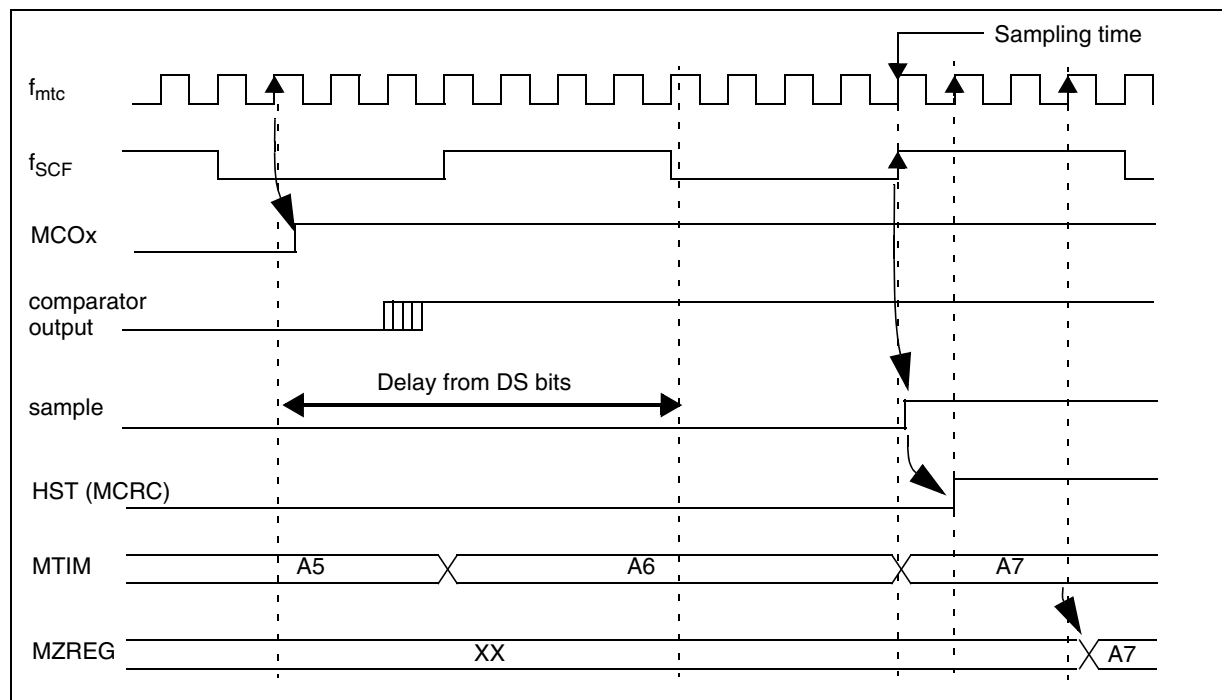 Sampling time
fmtc
fSCF
MCOx
comparator
output
Delay from DS bits
sample
HST (MCRC)
MTIM
A5
A6
A7
MZREG
XX
A7